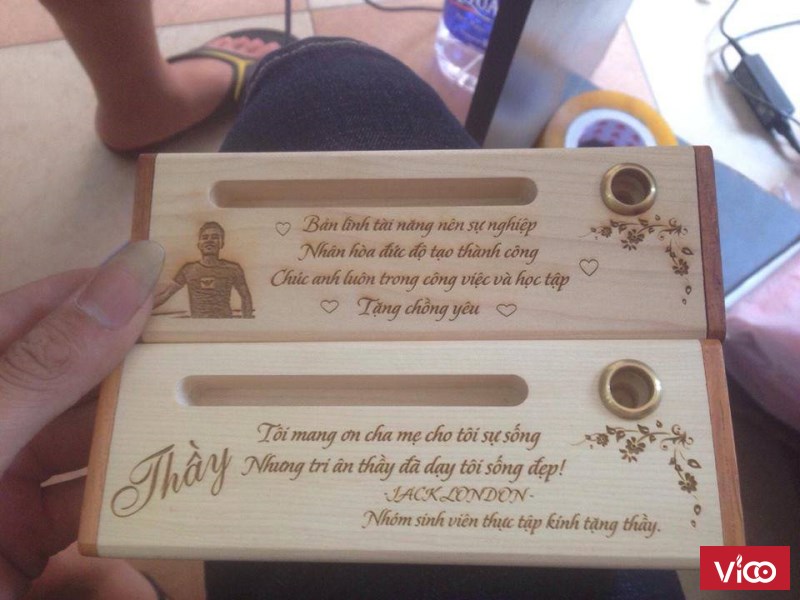 Bản lĩnh tài năng nên sự nghiệp
Nhân hòa đức độ tạo thành công
Chúc anh luôn trong công việc và học tập
Tặng chồng yêu
Thầy
Tôi mang ơn cha mẹ cho tôi sự sống
Nhưng tri ân thầy đã dạy tôi sống đẹp!
-JACK LONDON-
Nhóm sinh viên thực tập kính tặng thầy.
Vioo